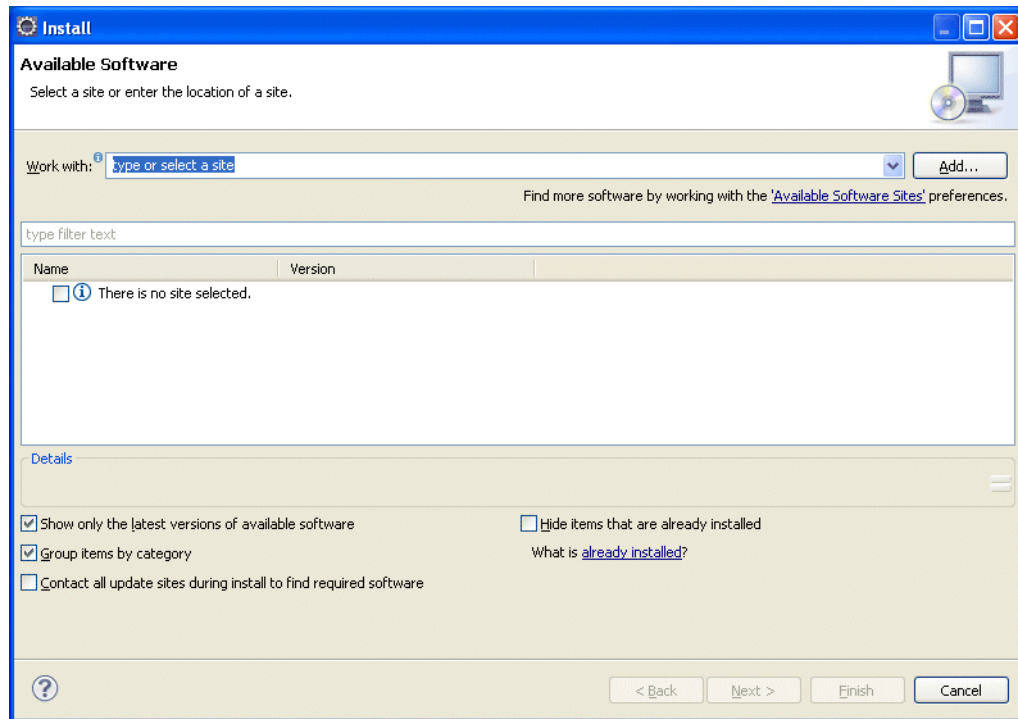 Install
Available Software
Select a site or enter the location of a site.
Work with: type or select a site Add...
Find more software by working with the 'Available Software Sites' preferences.
type filter text
Name Version
There is no site selected.
Details
Show only the latest versions of available software Hide items that are already installed
Group items by category What is already installed?
Contact all update sites during install to find required software
< Back Next > Finish Cancel